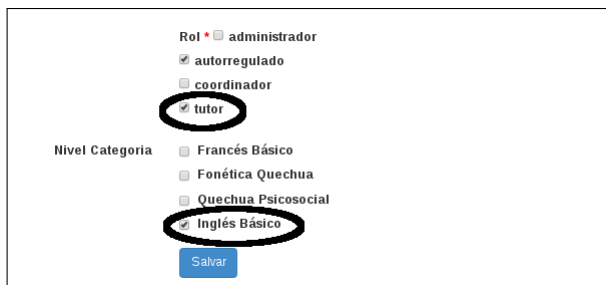 Rol * administrador
autorregulado
coordinador
tutor
Nivel Categoria Francés Básico
Fonética Quechua
Quechua Psicosocial
Inglés Básico
Salvar